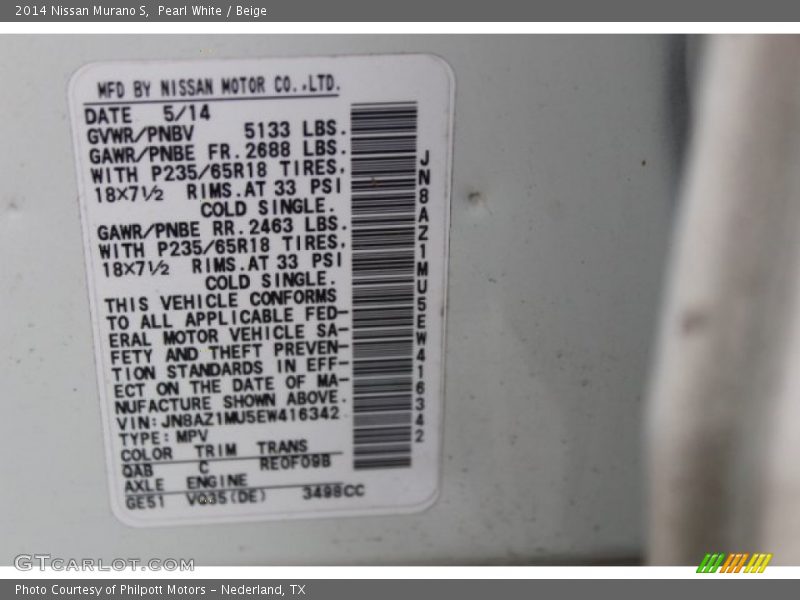 2014 Nissan Murano S, Pearl White / Beige
MFD BY NISSAN MOTOR CO.,LTD.
DATE 5/14
GVWR/PNBV 5133 LBS.
GAWR/PNBE FR.2688 LBS.
WITH P235/65R18 TIRES,
18×7½ RIMS.AT 33 PSI
COLD SINGLE.
GAWR/PNBE RR.2463 LBS.
WITH P235/65R18 TIRES,
18×7½ RIMS.AT 33 PSI
COLD SINGLE.
THIS VEHICLE CONFORMS
TO ALL APPLICABLE FED-
ERAL MOTOR VEHICLE SA-
FETY AND THEFT PREVEN-
TION STANDARDS IN EFF-
ECT ON THE DATE OF MA-
NUFACTURE SHOWN ABOVE.
VIN:JN8AZ1MU5EW416342
TYPE:MPV
COLOR TRIM TRANS
QAB C RE0F09B
AXLE ENGINE
GE51 VQ35(DE) 3498CC
JN8AZ1MU5EW416342
GTCARLOT.COM
Photo Courtesy of Philpott Motors - Nederland, TX